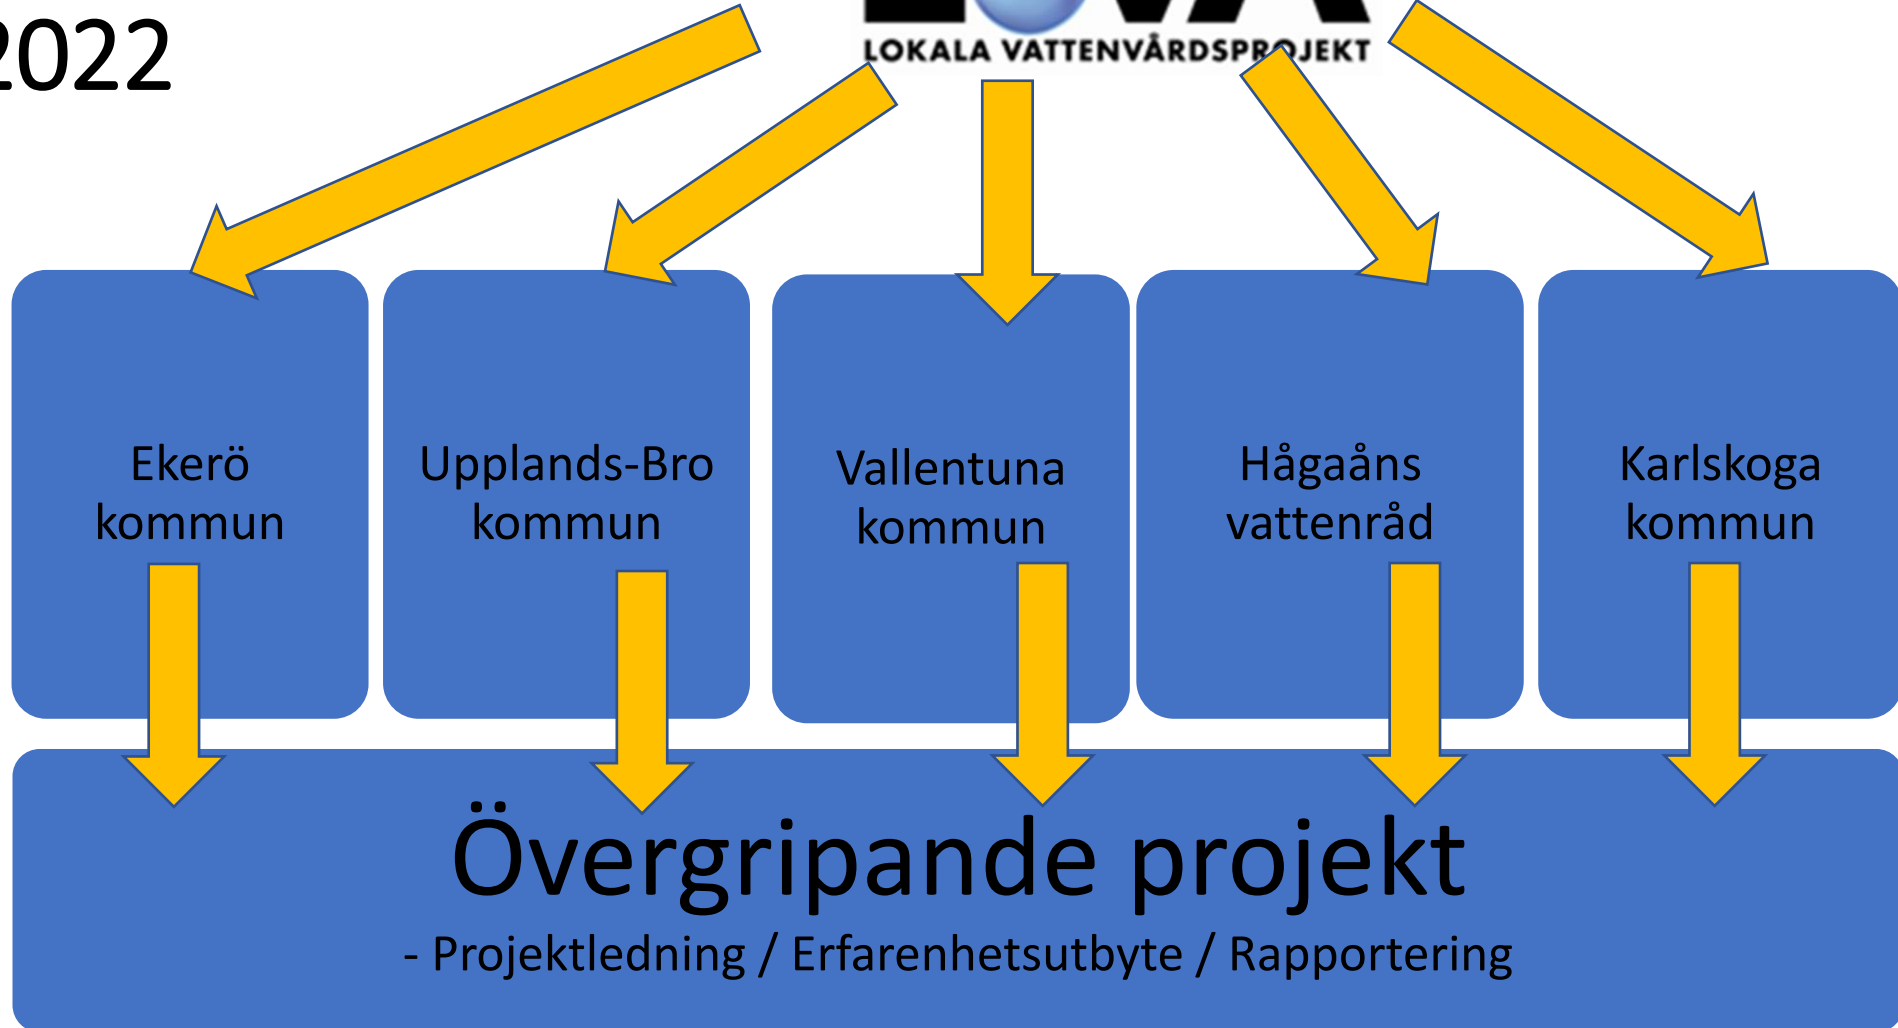 2022
LOKALA VATTENVÅRDSPROJEKT
Ekerö
kommun
Upplands-Bro
kommun
Vallentuna
kommun
Hågaåns
vattenråd
Karlskoga
kommun
Övergripande projekt
- Projektledning / Erfarenhetsutbyte / Rapportering